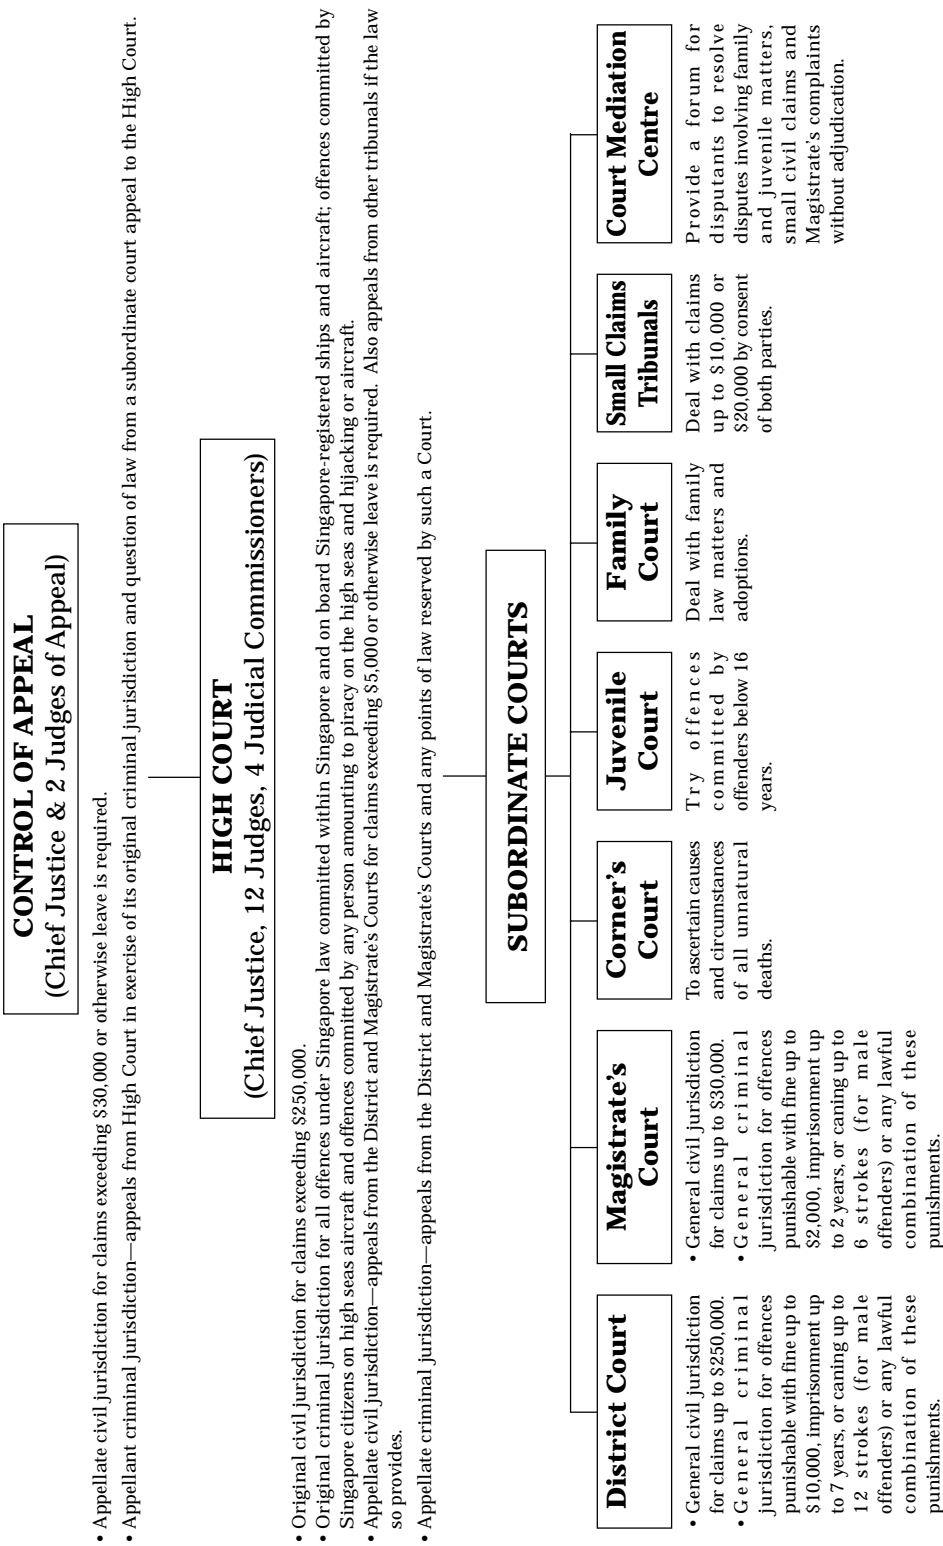 CONTROL OF APPEAL
(Chief Justice & 2 Judges of Appeal)
• Appellate civil jurisdiction for claims exceeding $30,000 or otherwise leave is required.
• Appellant criminal jurisdiction—appeals from High Court in exercise of its original criminal jurisdiction and question of law from a subordinate court appeal to the High Court.
HIGH COURT
(Chief Justice, 12 Judges, 4 Judicial Commissioners)
• Original civil jurisdiction for claims exceeding $250,000.
• Original criminal jurisdiction for all offences under Singapore law committed within Singapore and on board Singapore-registered ships and aircraft; offences committed by
Singapore citizens on high seas aircraft and offences committed by any person amounting to piracy on the high seas and hijacking or aircraft.
• Appellate civil jurisdiction—appeals from the District and Magistrate's Courts for claims exceeding $5,000 or otherwise leave is required. Also appeals from other tribunals if the law
so provides.
• Appellate criminal jurisdiction—appeals from the District and Magistrate's Courts and any points of law reserved by such a Court.
SUBORDINATE COURTS
District Court
• General civil jurisdiction
for claims up to $250,000.
• General criminal
jurisdiction for offences
punishable with fine up to
$10,000, imprisonment up
to 7 years, or caning up to
12 strokes (for male
offenders) or any lawful
combination of these
punishments.
Magistrate's
Court
• General civil jurisdiction
for claims up to $30,000.
• General criminal
jurisdiction for offences
punishable with fine up to
$2,000, imprisonment up
to 2 years, or caning up to
6 strokes (for male
offenders) or any lawful
combination of these
punishments.
Corner's
Court
To ascertain causes
and circumstances
of all unnatural
deaths.
Juvenile
Court
Try offences
committed by
offenders below 16
years.
Family
Court
Deal with family
law matters and
adoptions.
Small Claims
Tribunals
Deal with claims
up to $10,000 or
$20,000 by consent
of both parties.
Court Mediation
Centre
Provide a forum for
disputants to resolve
disputes involving family
and juvenile matters,
small civil claims and
Magistrate's complaints
without adjudication.